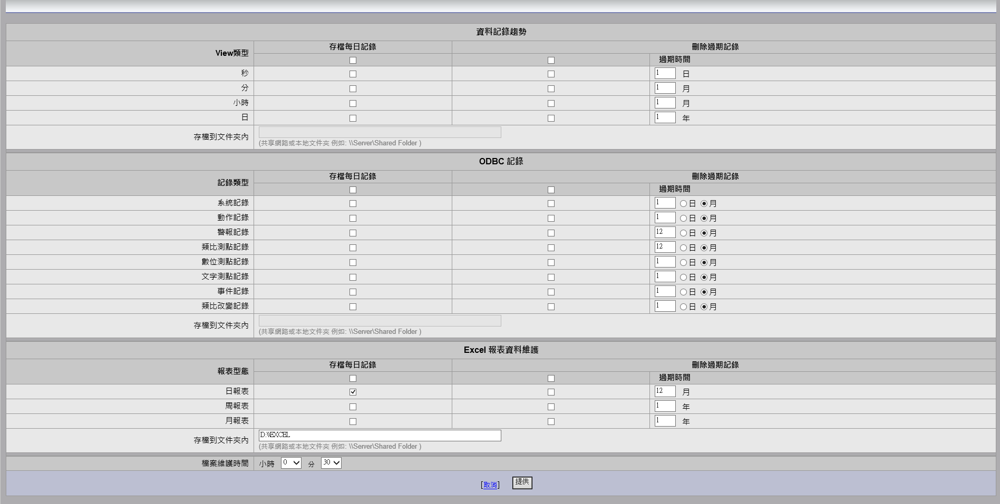 資料記錄趨勢
View類型
存檔每日記錄
刪除過期記錄
過期時間
秒 1 日
分 1 月
小時 1 月
日 1 年
存檔到文件夾內
(共享網路或本地文件夾 例如: \\Server\Shared Folder )
ODBC 記錄
記錄類型
存檔每日記錄
刪除過期記錄
過期時間
系統記錄 1 日 月
動作記錄 1 日 月
警報記錄 12 日 月
類比測點記錄 12 日 月
數位測點記錄 1 日 月
文字測點記錄 1 日 月
事件記錄 1 日 月
類比改變記錄 1 日 月
存檔到文件夾內
(共享網路或本地文件夾 例如: \\Server\Shared Folder )
Excel 報表資料維護
報表型態
存檔每日記錄
刪除過期記錄
過期時間
日報表 12 月
周報表 1 年
月報表 1 年
存檔到文件夾內 D:\\EXCEL
(共享網路或本地文件夾 例如: \\Server\Shared Folder )
檔案維護時間 小時 0 分 30
[取消] 提供